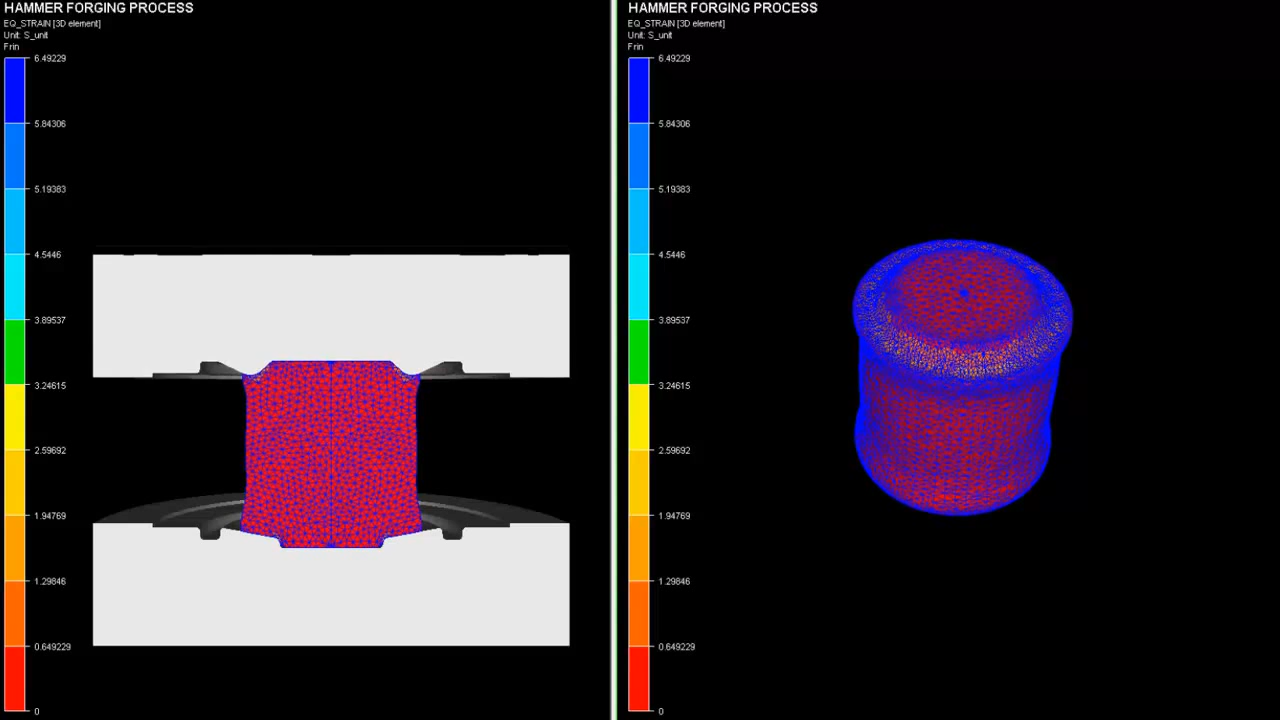 HAMMER FORGING PROCESS
EQ_STRAIN [3D element]
Unit: S_unit
Frin
6.49229
5.84306
5.19383
4.5446
3.89537
3.24615
2.59692
1.94769
1.29846
0.649229
0
HAMMER FORGING PROCESS
EQ_STRAIN [3D element]
Unit: S_unit
Frin
6.49229
5.84306
5.19383
4.5446
3.89537
3.24615
2.59692
1.94769
1.29846
0.649229
0